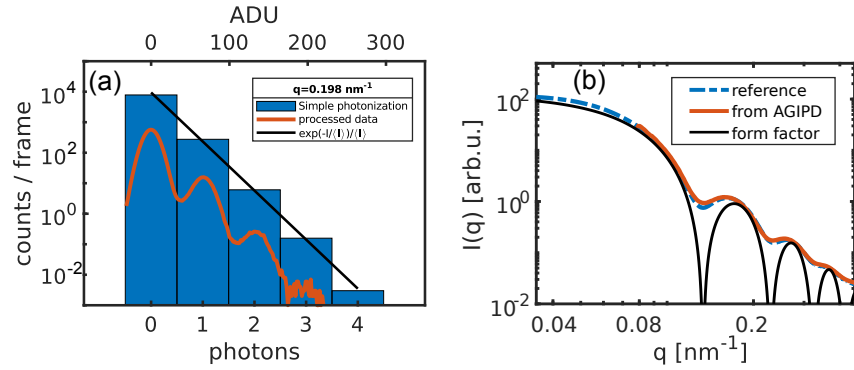 ADU
0 100 200 300
(a)
q=0.198 nm⁻¹
Simple photonization
processed data
exp(-I/⟨I⟩)/⟨I⟩
counts / frame
10⁴
10²
10⁰
10⁻²
0 1 2 3 4
photons
(b)
reference
from AGIPD
form factor
I(q) [arb.u.]
10²
10⁰
10⁻²
0.04 0.08 0.2
q [nm⁻¹]